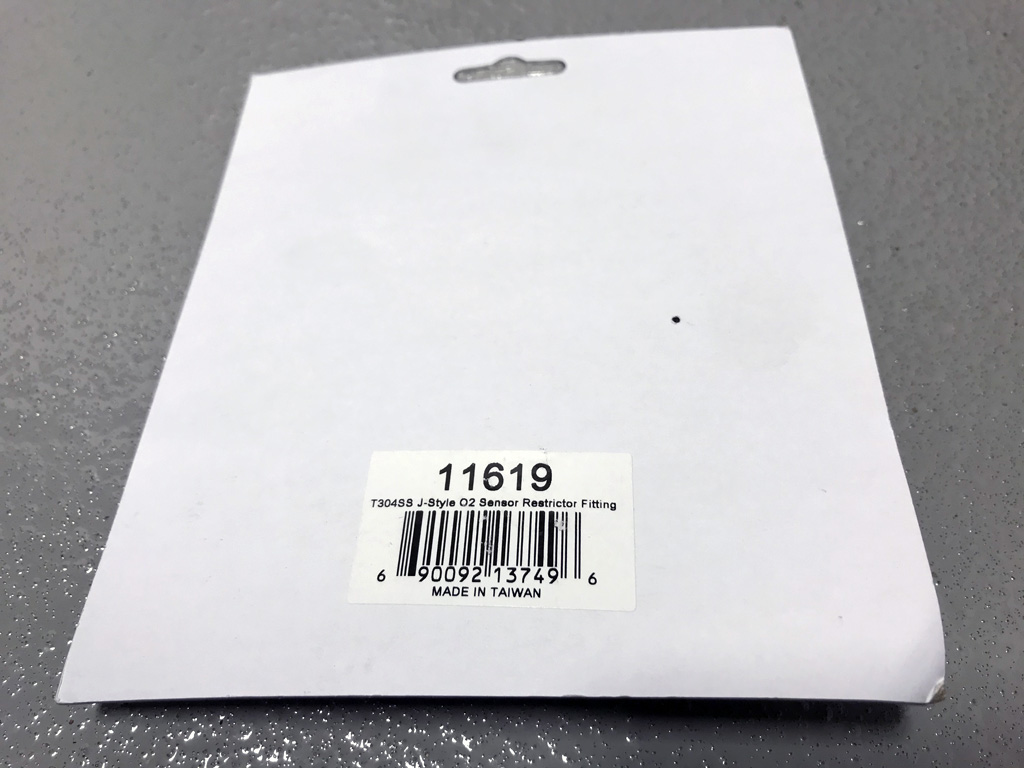 11619
T304SS J-Style O2 Sensor Restrictor Fitting
6 90092 13749 6
MADE IN TAIWAN